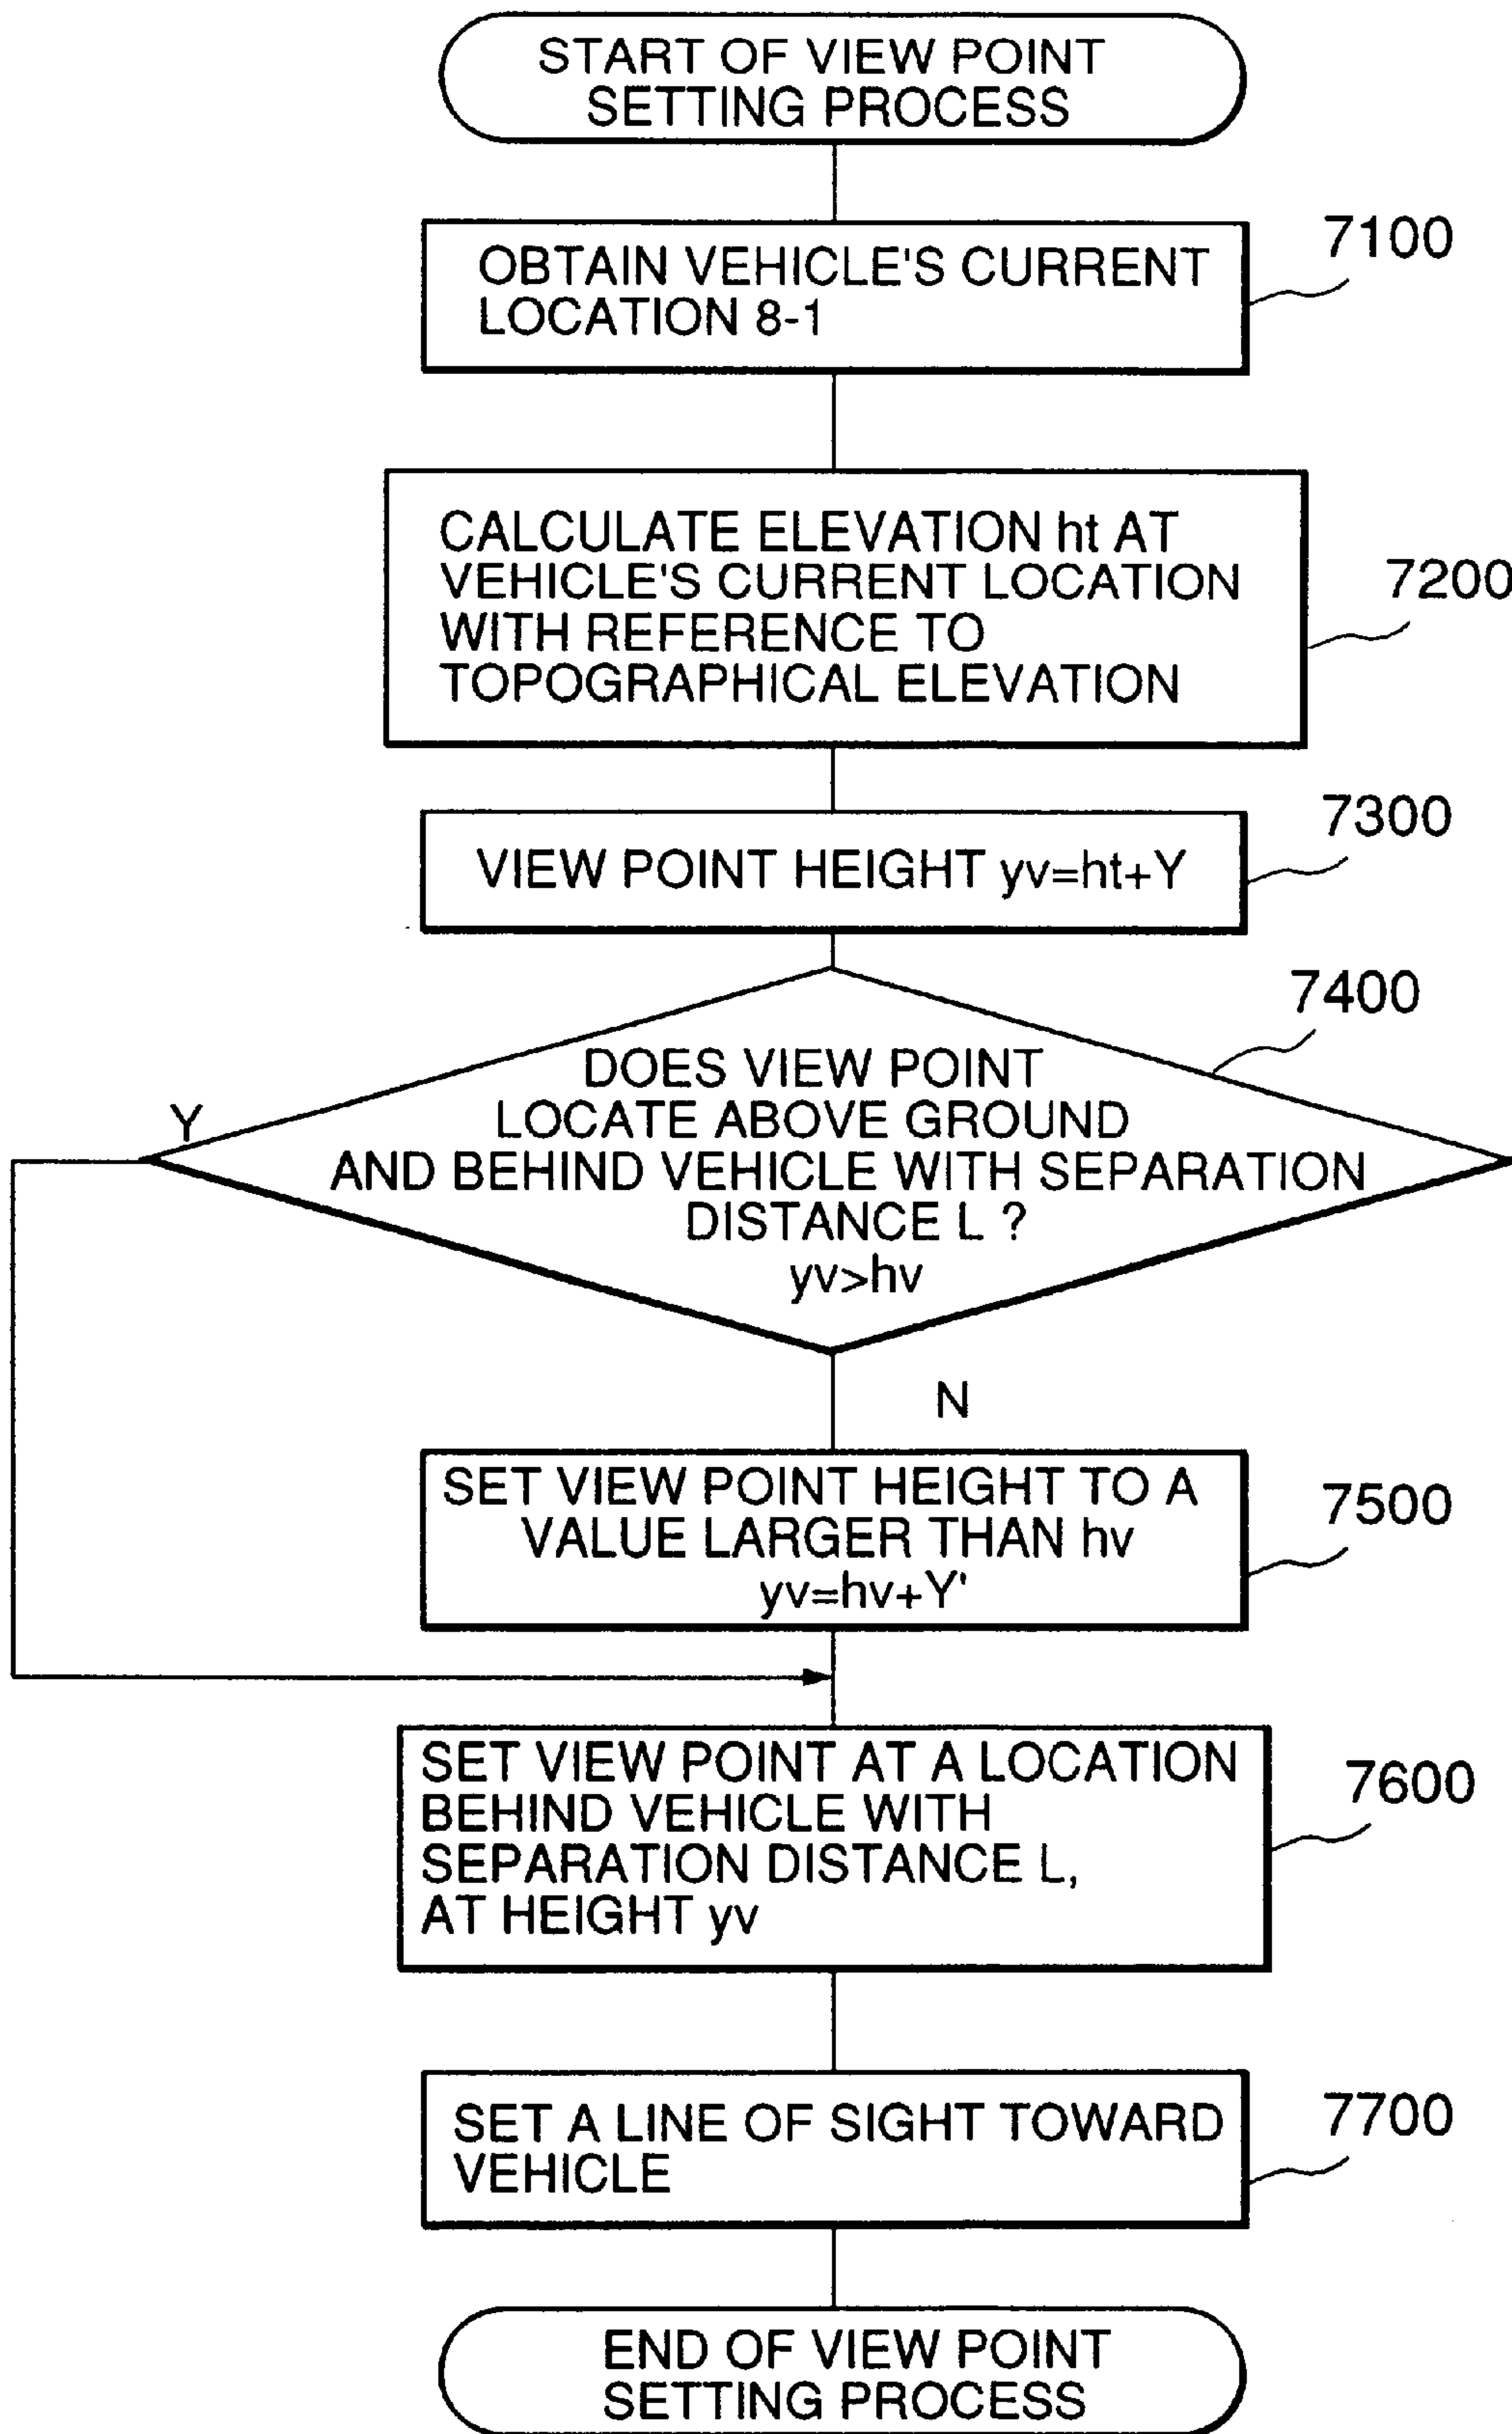 START OF VIEW POINT
SETTING PROCESS
OBTAIN VEHICLE'S CURRENT
LOCATION 8-1
7100
CALCULATE ELEVATION ht AT
VEHICLE'S CURRENT LOCATION
WITH REFERENCE TO
TOPOGRAPHICAL ELEVATION
7200
VIEW POINT HEIGHT yv=ht+Y
7300
7400
DOES VIEW POINT
LOCATE ABOVE GROUND
AND BEHIND VEHICLE WITH SEPARATION
DISTANCE L ?
yv>hv
Y
N
SET VIEW POINT HEIGHT TO A
VALUE LARGER THAN hv
yv=hv+Y'
7500
SET VIEW POINT AT A LOCATION
BEHIND VEHICLE WITH
SEPARATION DISTANCE L,
AT HEIGHT yv
7600
SET A LINE OF SIGHT TOWARD
VEHICLE
7700
END OF VIEW POINT
SETTING PROCESS